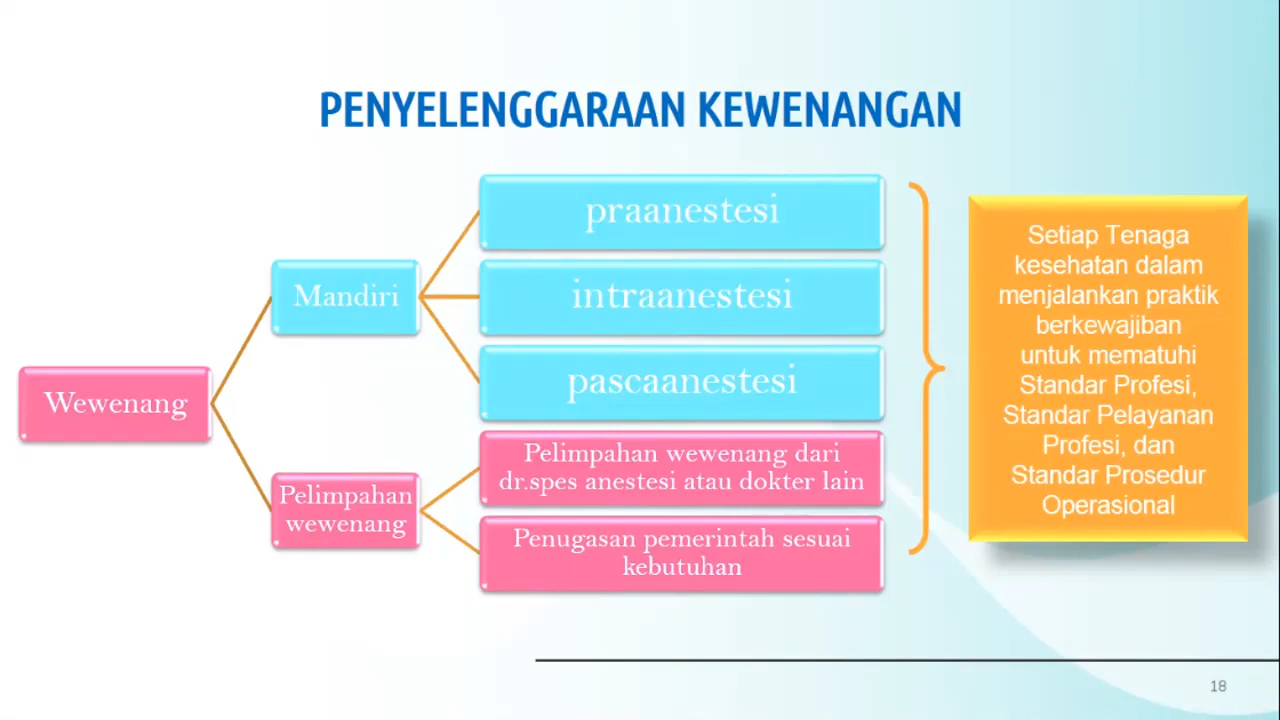 PENYELENGGARAAN KEWENANGAN
Wewenang
Mandiri
praanestesi
intraanestesi
pascaanestesi
Pelimpahan
wewenang
Pelimpahan wewenang dari
dr.spes anestesi atau dokter lain
Penugasan pemerintah sesuai
kebutuhan
Setiap Tenaga
kesehatan dalam
menjalankan praktik
berkewajiban
untuk mematuhi
Standar Profesi,
Standar Pelayanan
Profesi, dan
Standar Prosedur
Operasional
18